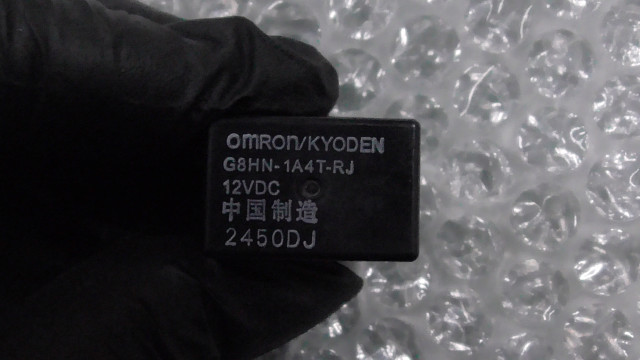 omron/KYODEN
G8HN-1A4T-RJ
12VDC
中国制造
2450DJ